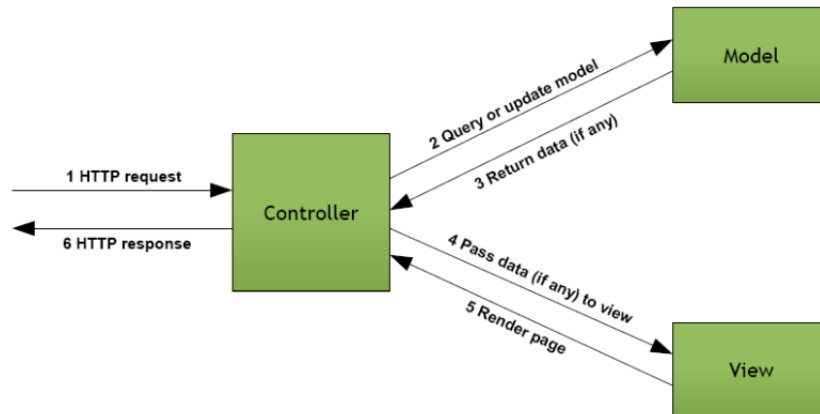 Model
2 Query or update model
3 Return data (if any)
1 HTTP request
Controller
6 HTTP response
4 Pass data (if any) to view
5 Render page
View